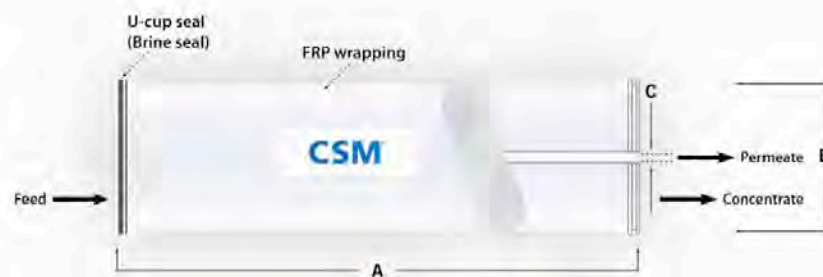 U-cup seal
(Brine seal)
FRP wrapping
C
CSM
Permeate
B
Feed
Concentrate
A